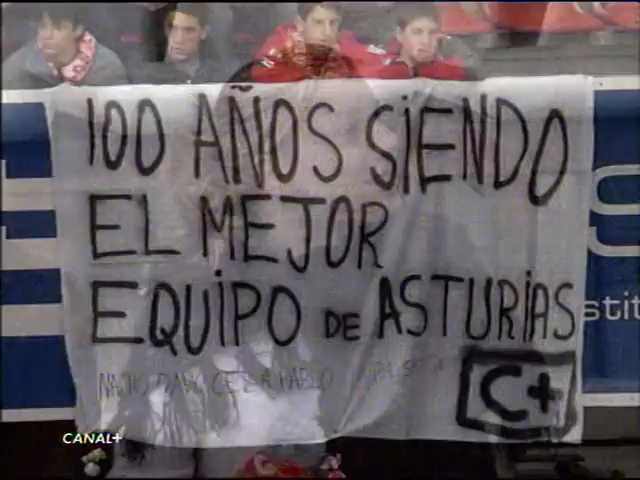 100 AÑOS SIENDO
EL MEJOR
EQUIPO DE ASTURIAS
C+
CANAL+